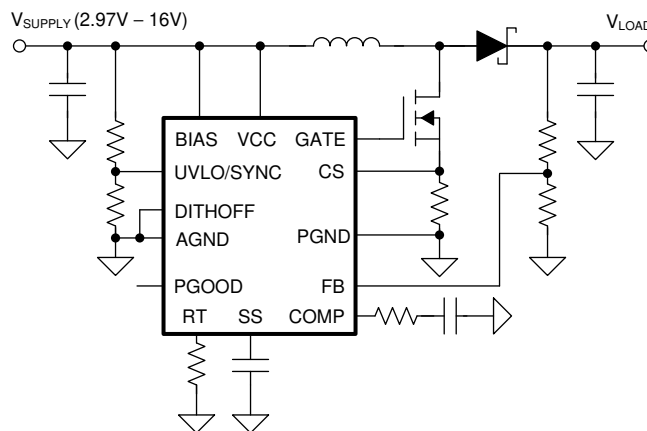 VSUPPLY (2.97V – 16V)
VLOAD
BIAS VCC GATE
UVLO/SYNC CS
DITHOFF
AGND PGND
PGOOD FB
RT SS COMP